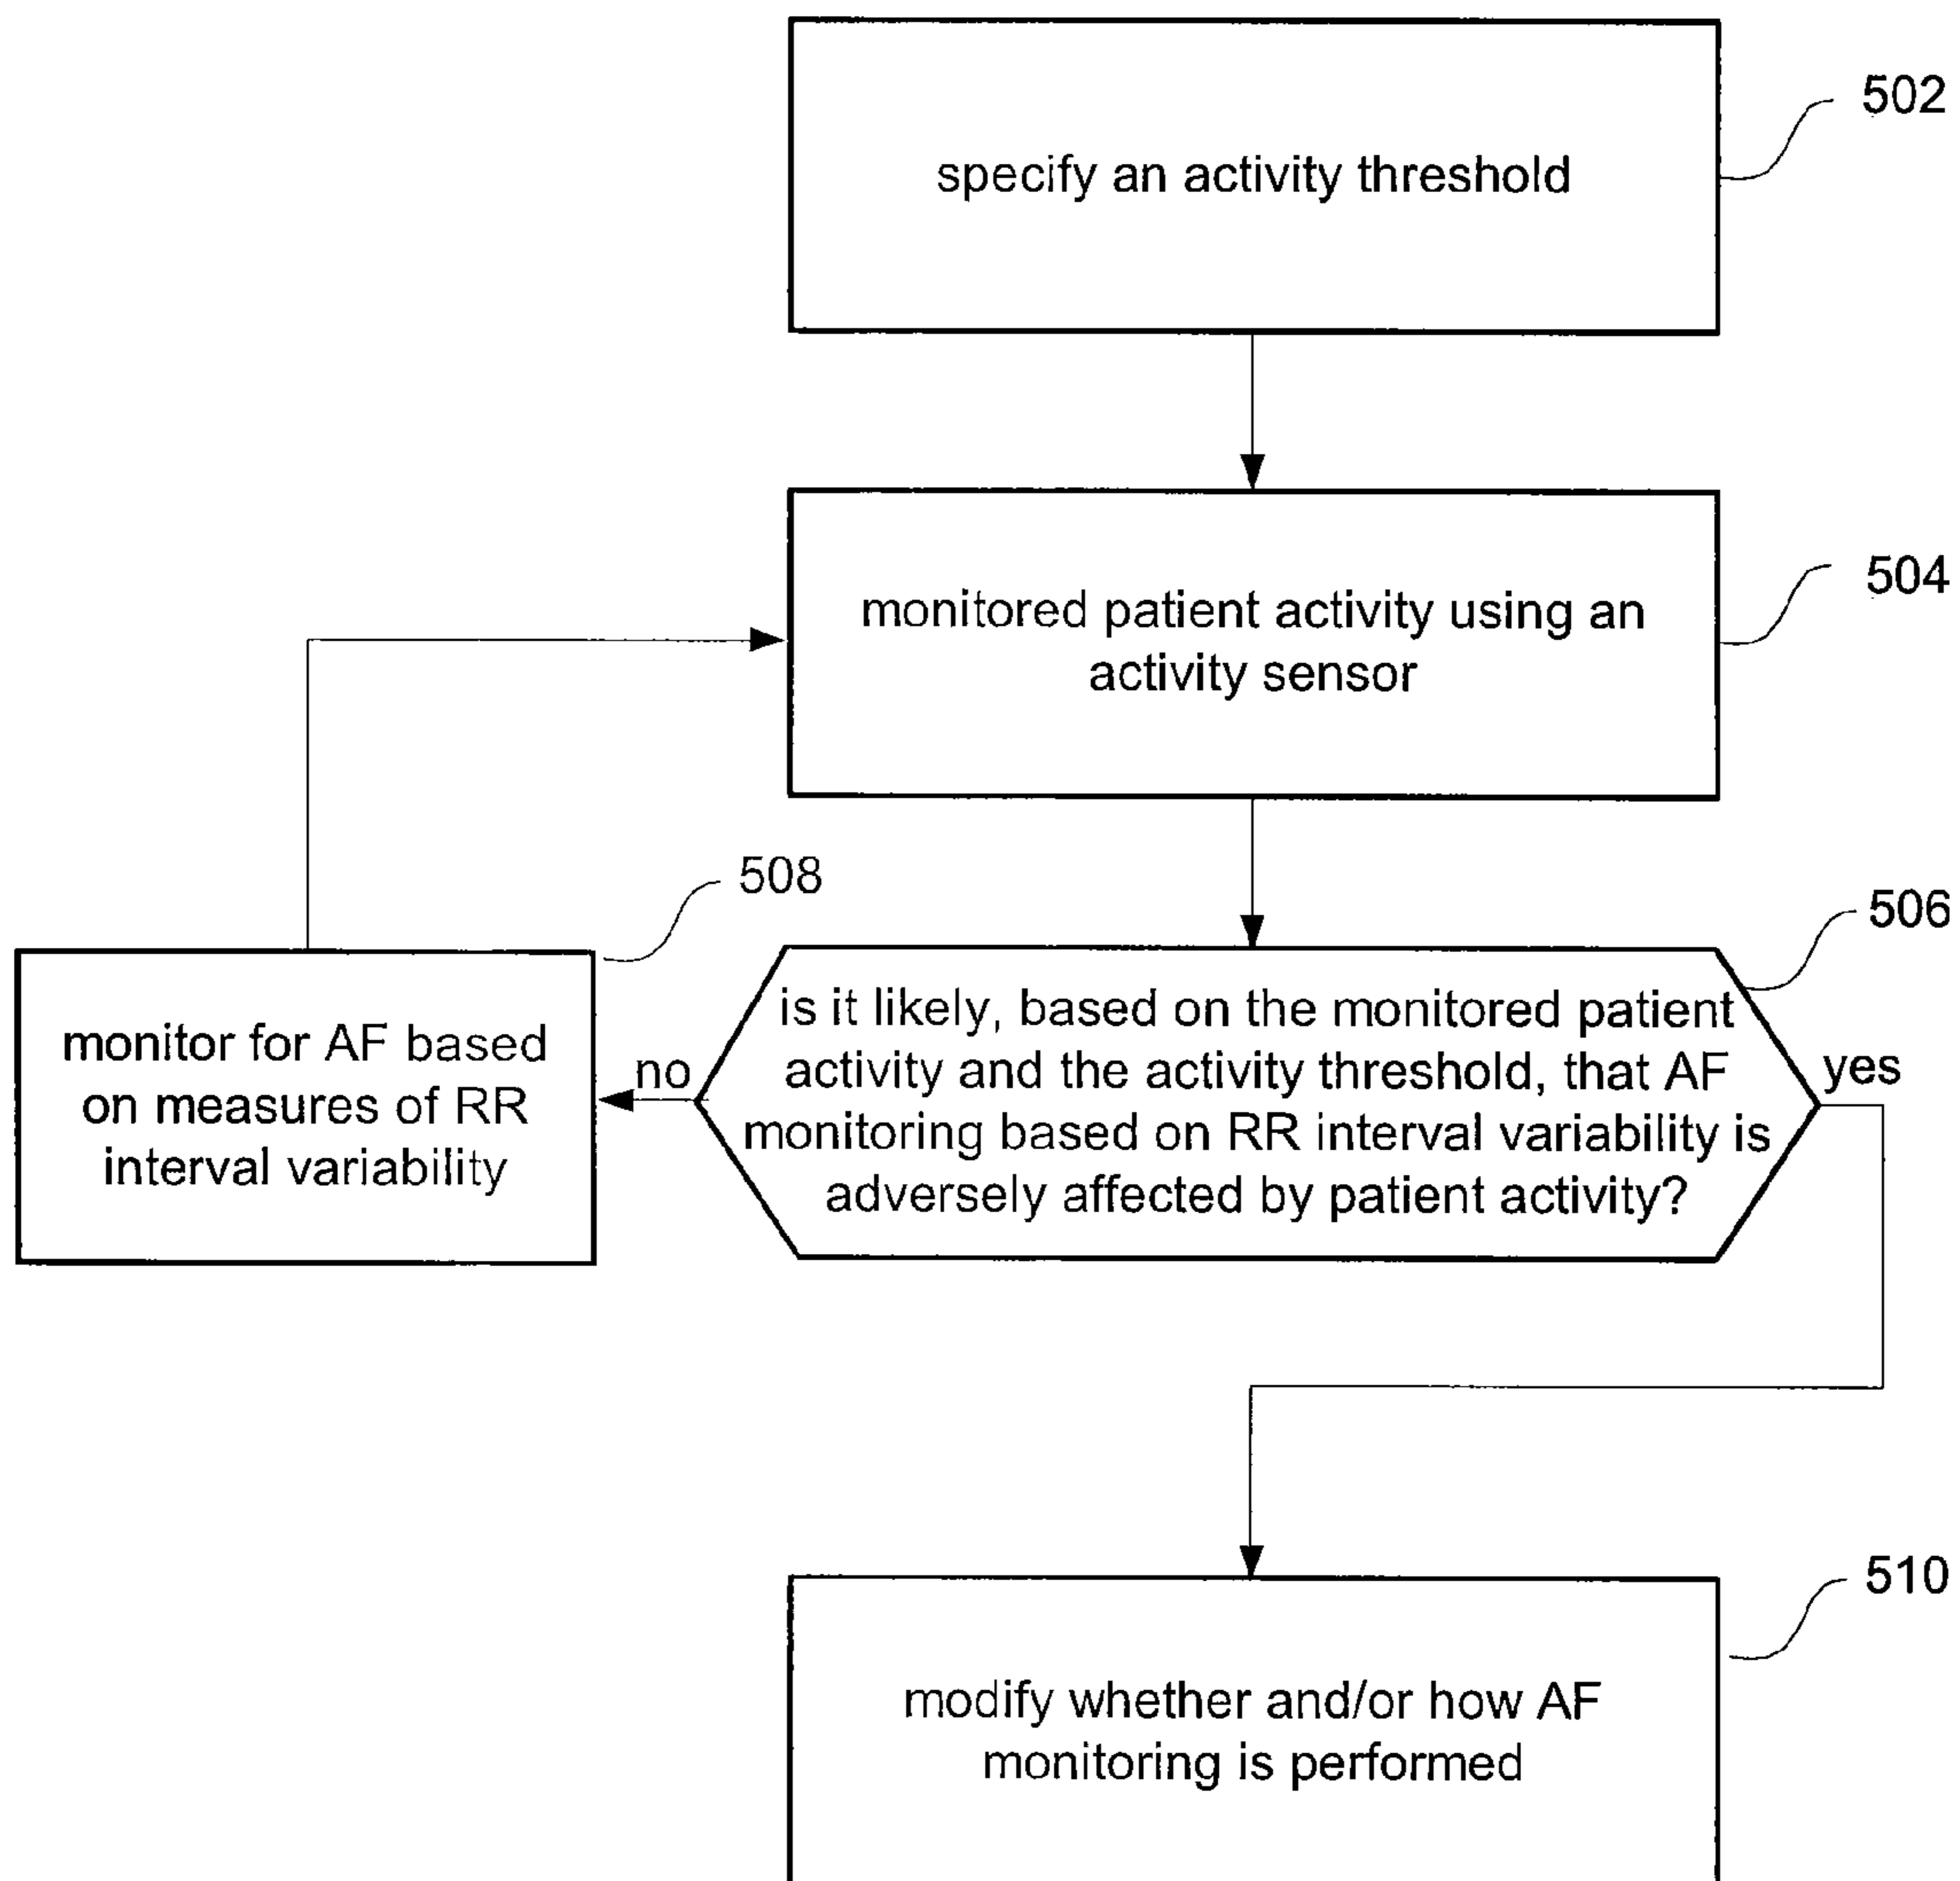 502
specify an activity threshold
504
monitored patient activity using an
activity sensor
508
506
monitor for AF based
on measures of RR
interval variability
no
is it likely, based on the monitored patient
activity and the activity threshold, that AF
monitoring based on RR interval variability is
adversely affected by patient activity?
yes
510
modify whether and/or how AF
monitoring is performed